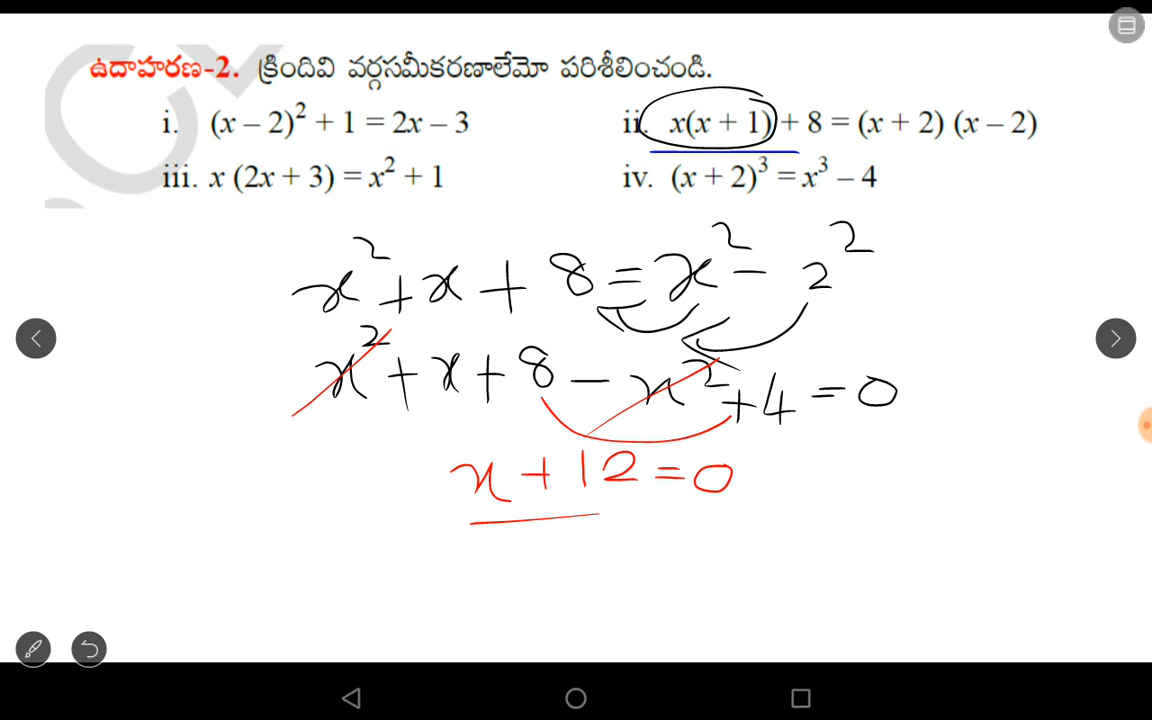 ఉదాహరణ-2. క్రిందివి వర్గసమీకరణాలేమో పరిశీలించండి.
i. (x – 2)² + 1 = 2x – 3 ii. x(x + 1) + 8 = (x + 2) (x – 2)
iii. x (2x + 3) = x² + 1 iv. (x + 2)³ = x³ – 4
x² + x + 8 = x² – 2²
x² + x + 8 – x² + 4 = 0
x + 12 = 0